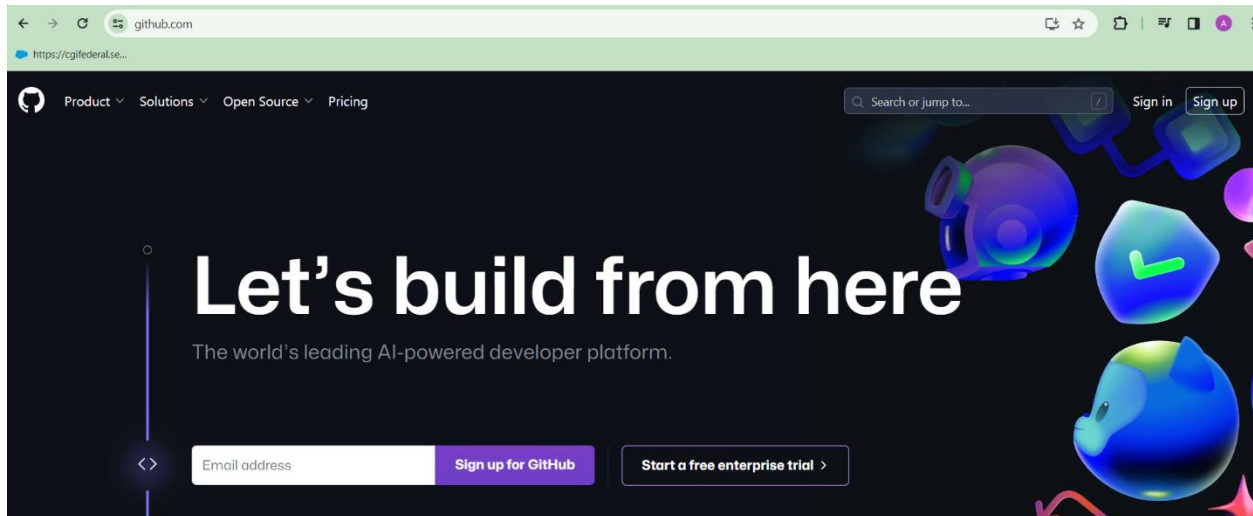 github.com
A
https://cgifederal.se...
Product Solutions Open Source Pricing Search or jump to... / Sign in Sign up
Let's build from here
The world's leading AI-powered developer platform.
Email address Sign up for GitHub Start a free enterprise trial >